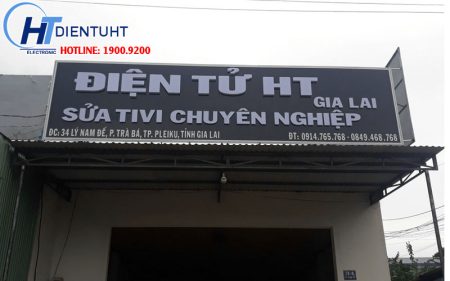 HT DIENTUHT
ELECTRONIC
HOTLINE: 1900.9200
ĐIỆN TỬ HT
GIA LAI
SỬA TIVI CHUYÊN NGHIỆP
ĐC: 34 LÝ NAM ĐẾ, P. TRÀ BÁ, TP. PLEIKU, TỈNH GIA LAI
ĐT: 0914.765.768 - 0849.468.768